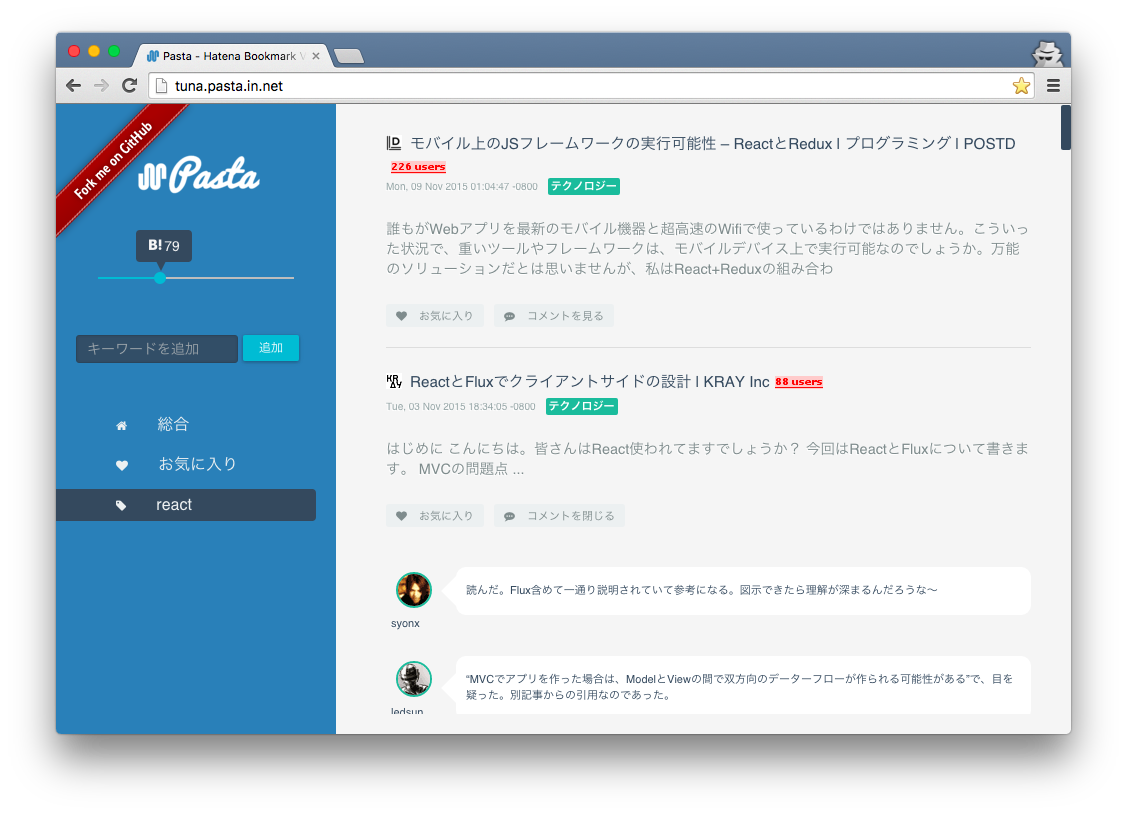 Pasta - Hatena Bookmark V
tuna.pasta.in.net
Fork me on GitHub
Pasta
B! 79
キーワードを追加
追加
総合
お気に入り
react
モバイル上のJSフレームワークの実行可能性 – ReactとRedux | プログラミング | POSTD
226 users
Mon, 09 Nov 2015 01:04:47 -0800 テクノロジー
誰もがWebアプリを最新のモバイル機器と超高速のWifiで使っているわけではありません。こういっ
た状況で、重いツールやフレームワークは、モバイルデバイス上で実行可能なのでしょうか。万能
のソリューションだとは思いませんが、私はReact+Reduxの組み合わ
お気に入り コメントを見る
ReactとFluxでクライアントサイドの設計 | KRAY Inc 88 users
Tue, 03 Nov 2015 18:34:05 -0800 テクノロジー
はじめに こんにちは。皆さんはReact使われてますでしょうか？ 今回はReactとFluxについて書きま
す。 MVCの問題点 ...
お気に入り コメントを閉じる
読んだ。Flux含めて一通り説明されていて参考になる。図示できたら理解が深まるんだろうな〜
syonx
“MVCでアプリを作った場合は、ModelとViewの間で双方向のデーターフローが作られる可能性がある”で、目を
疑った。別記事からの引用なのであった。
ledsun